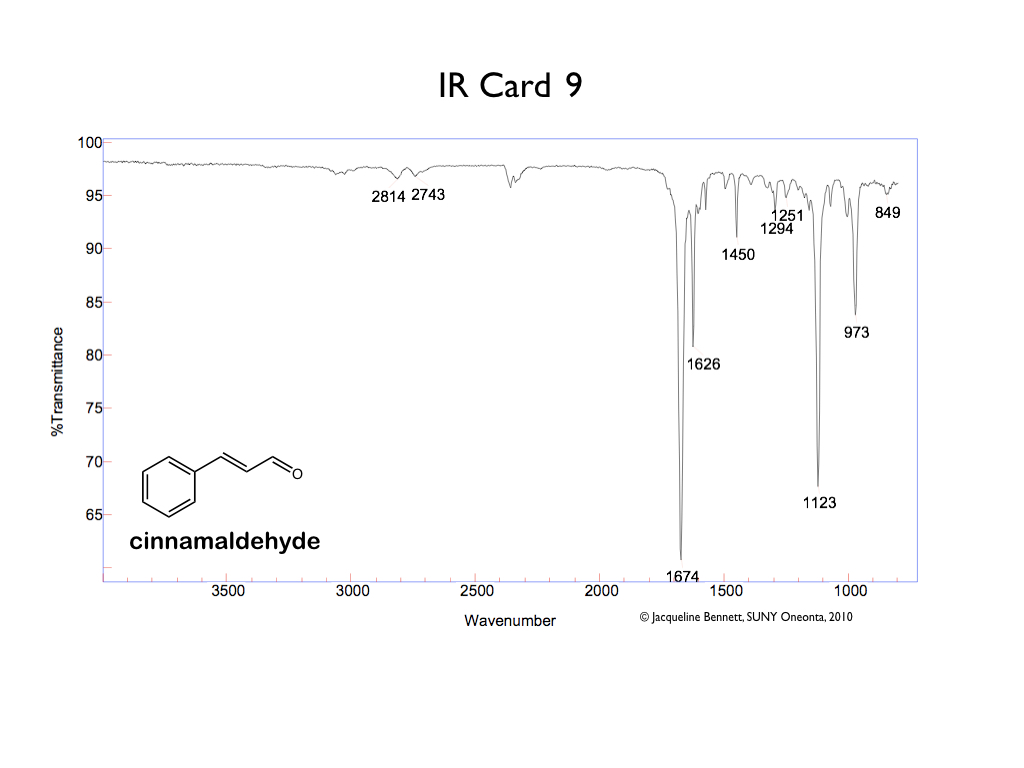 IR Card 9
100
95
90
85
80
75
70
65
%Transmittance
2814 2743
849
1251
1294
1450
973
1626
1123
1674
O
cinnamaldehyde
3500 3000 2500 2000 1500 1000
Wavenumber
© Jacqueline Bennett, SUNY Oneonta, 2010